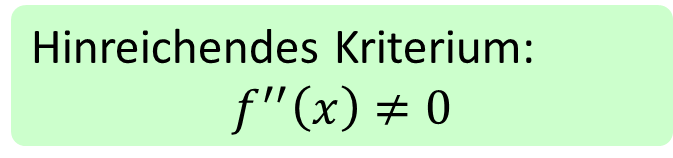 Hinreichendes Kriterium:
f′′(x) ≠ 0